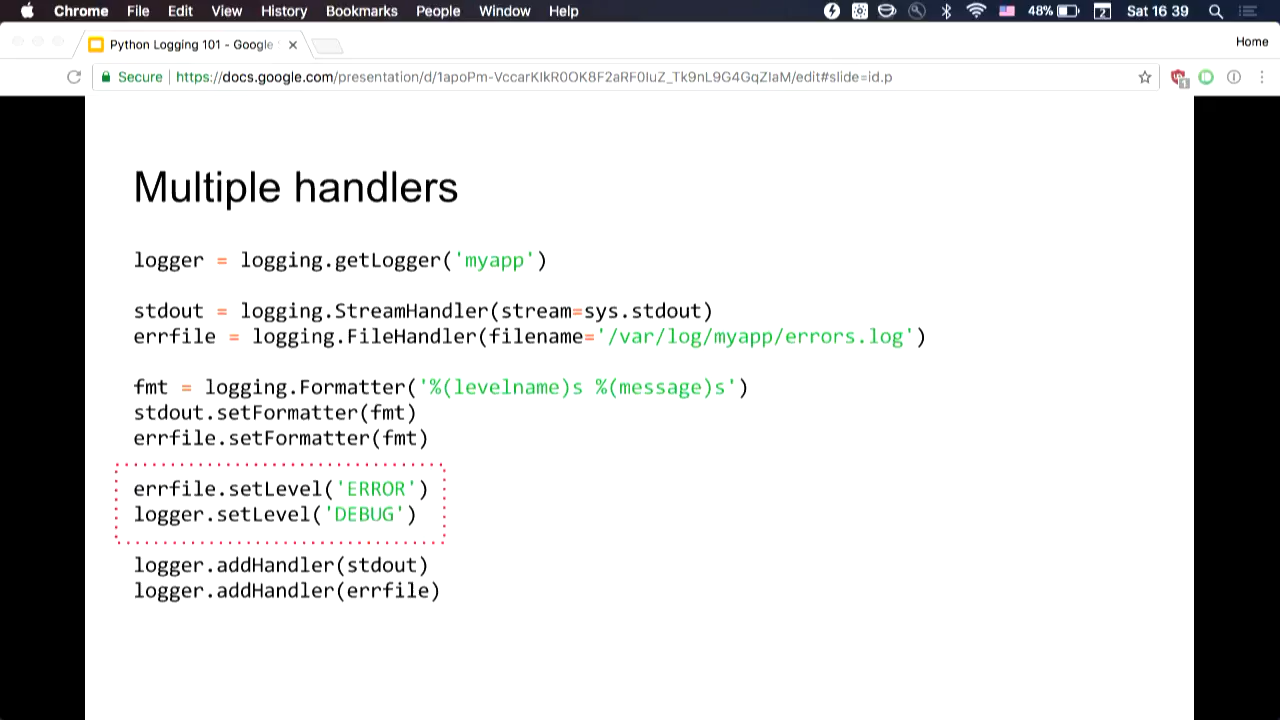 Chrome File Edit View History Bookmarks People Window Help 48% 2 Sat 16 39
Python Logging 101 - Google Home
Secure https://docs.google.com/presentation/d/1apoPm-VccarKIkR0OK8F2aRF0IuZ_Tk9nL9G4GqZIaM/edit#slide=id.p 1
Multiple handlers
logger = logging.getLogger('myapp')
stdout = logging.StreamHandler(stream=sys.stdout)
errfile = logging.FileHandler(filename='/var/log/myapp/errors.log')
fmt = logging.Formatter('%(levelname)s %(message)s')
stdout.setFormatter(fmt)
errfile.setFormatter(fmt)
errfile.setLevel('ERROR')
logger.setLevel('DEBUG')
logger.addHandler(stdout)
logger.addHandler(errfile)